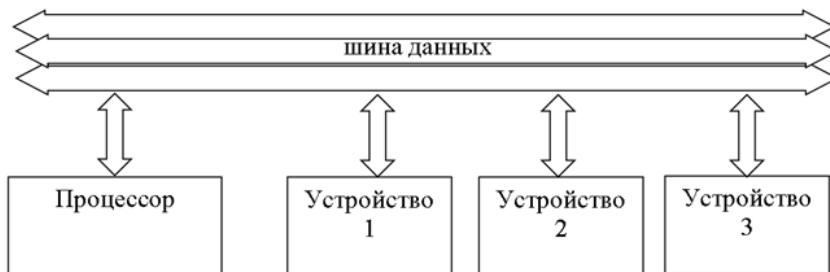 шина данных
Процессор
Устройство
1
Устройство
2
Устройство
3